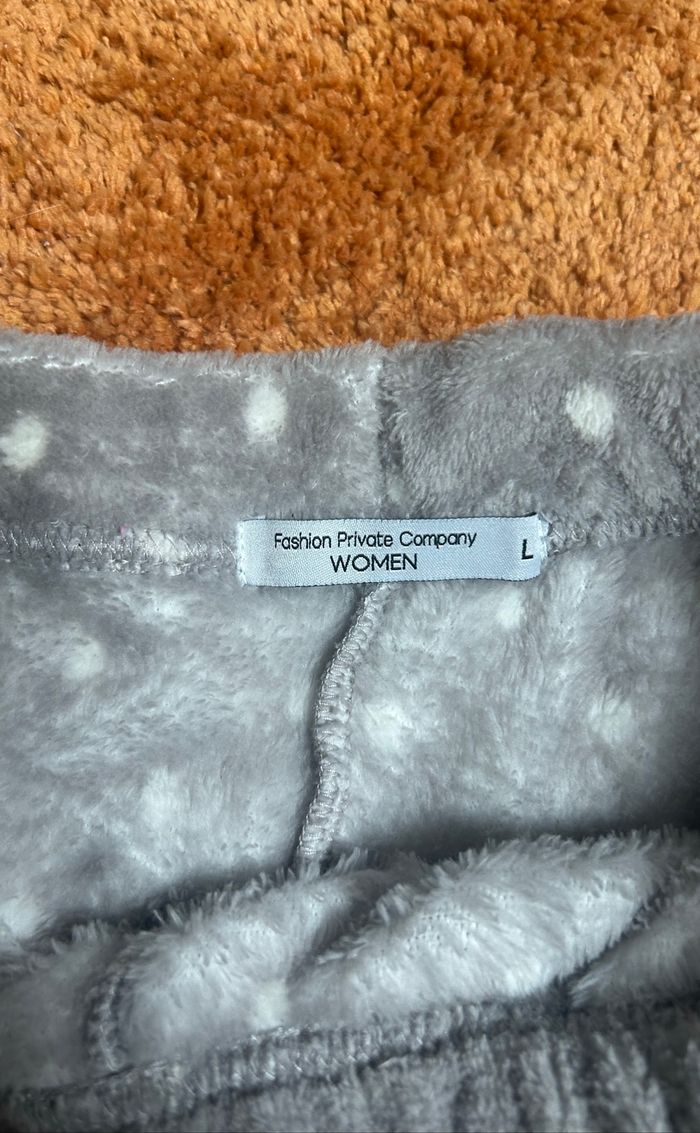 Fashion Private Company
WOMEN
L